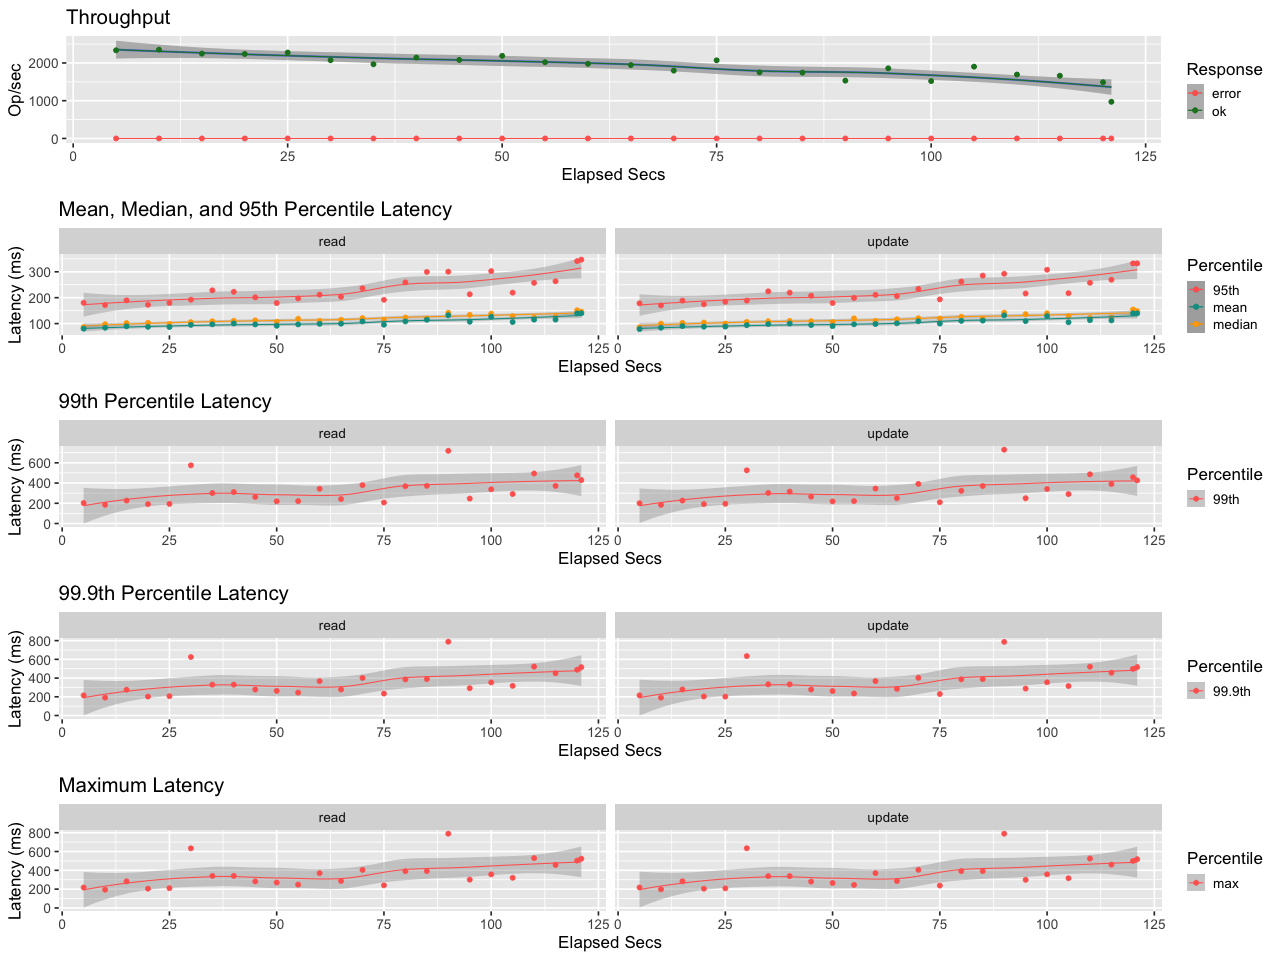 Throughput
Op/sec
2000
1000
0
0 25 50 75 100 125
Elapsed Secs
Response
error
ok
Mean, Median, and 95th Percentile Latency
read update
Latency (ms)
300
200
100
0 25 50 75 100 125 0 25 50 75 100 125
Elapsed Secs
Percentile
95th
mean
median
99th Percentile Latency
read update
Latency (ms)
600
400
200
0
0 25 50 75 100 125 0 25 50 75 100 125
Elapsed Secs
Percentile
99th
99.9th Percentile Latency
read update
Latency (ms)
800
600
400
200
0
0 25 50 75 100 125 0 25 50 75 100 125
Elapsed Secs
Percentile
99.9th
Maximum Latency
read update
Latency (ms)
800
600
400
200
0
0 25 50 75 100 125 0 25 50 75 100 125
Elapsed Secs
Percentile
max